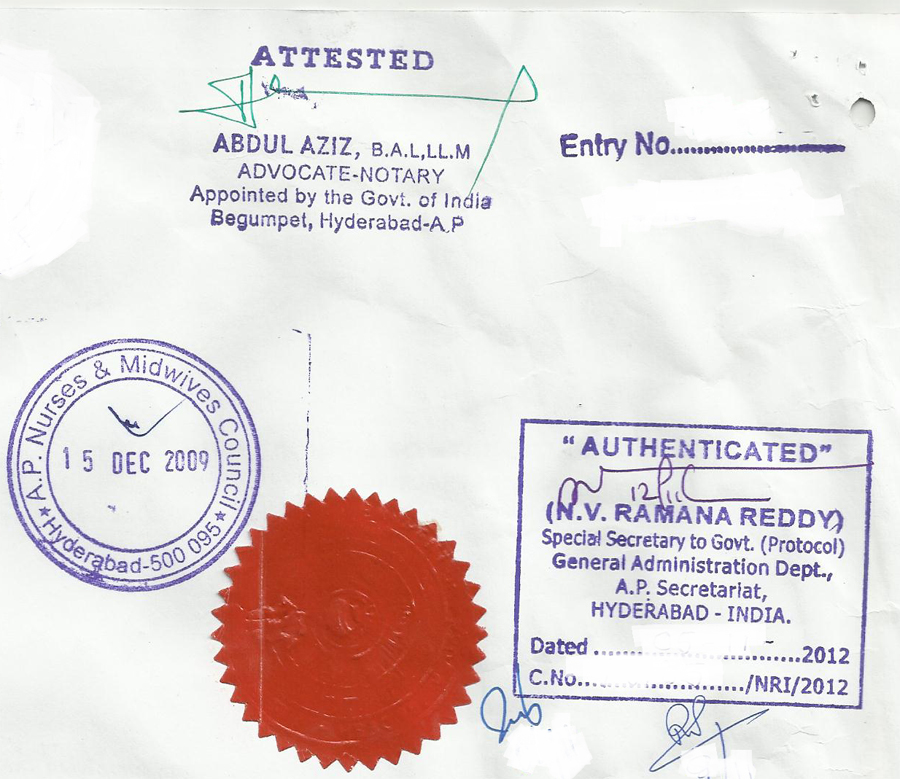 ATTESTED
ABDUL AZIZ, B.A.L,LL.M
ADVOCATE-NOTARY
Appointed by the Govt. of India
Begumpet, Hyderabad-A.P
Entry No..............................
A.P. Nurses & Midwives Council
15 DEC 2009
★ Hyderabad-500 095 ★
“AUTHENTICATED”
(N.V. RAMANA REDDY)
Special Secretary to Govt. (Protocol)
General Administration Dept.,
A.P. Secretariat,
HYDERABAD - INDIA.
Dated ..............................2012
C.No............................/NRI/2012